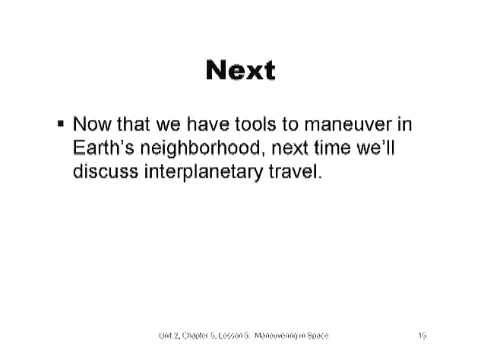 Next
▪ Now that we have tools to maneuver in
Earth's neighborhood, next time we'll
discuss interplanetary travel.
Unit 2, Chapter 5, Lesson 5: Maneuvering in Space
15